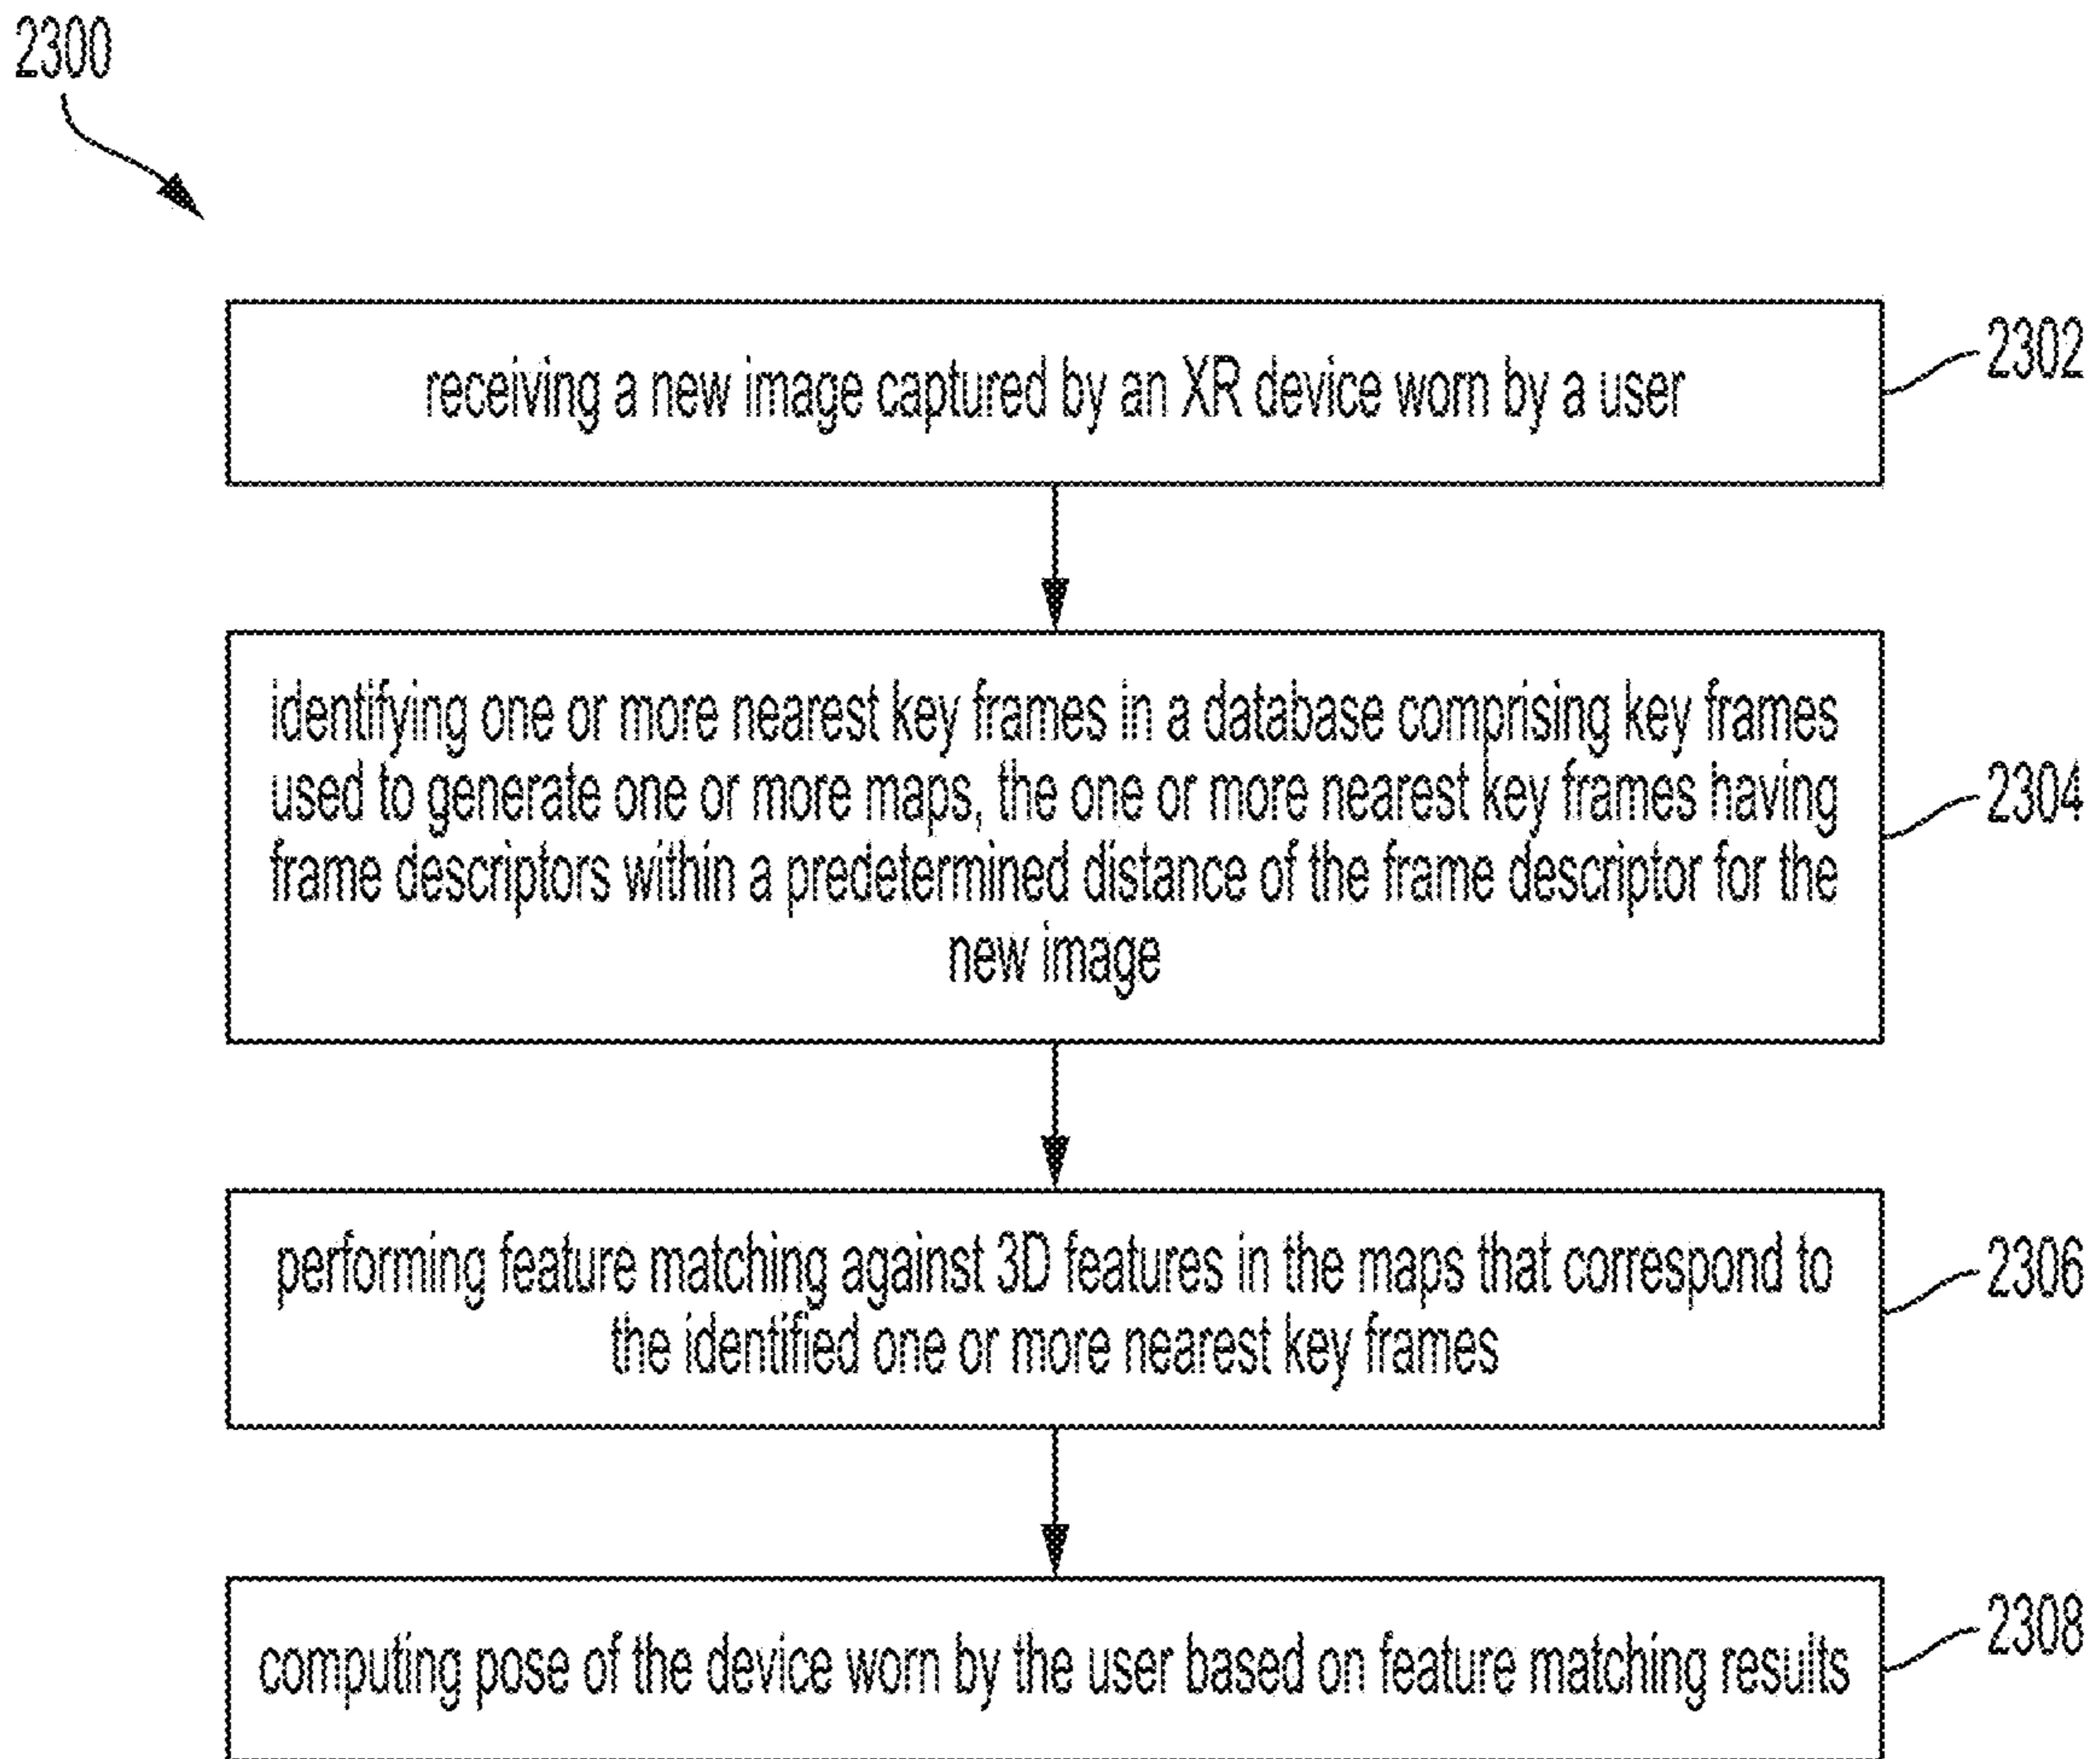 2300
receiving a new image captured by an XR device worn by a user
2302
identifying one or more nearest key frames in a database comprising key frames
used to generate one or more maps, the one or more nearest key frames having
frame descriptors within a predetermined distance of the frame descriptor for the
new image
2304
performing feature matching against 3D features in the maps that correspond to
the identified one or more nearest key frames
2306
computing pose of the device worn by the user based on feature matching results
2308